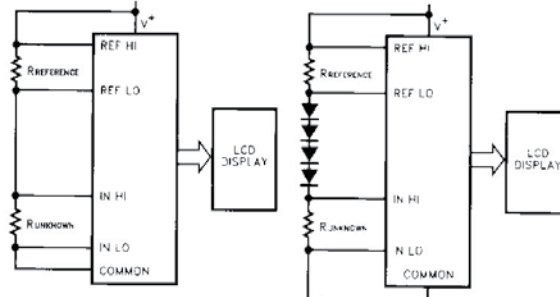 V+
REF HI
RREFERENCE
REF LO
LCD
DISPLAY
IN HI
RUNKNOWN
IN LO
COMMON
V+
REF HI
RREFERENCE
REF LO
LCD
DISPLAY
IN HI
RUNKNOWN
IN LO
COMMON